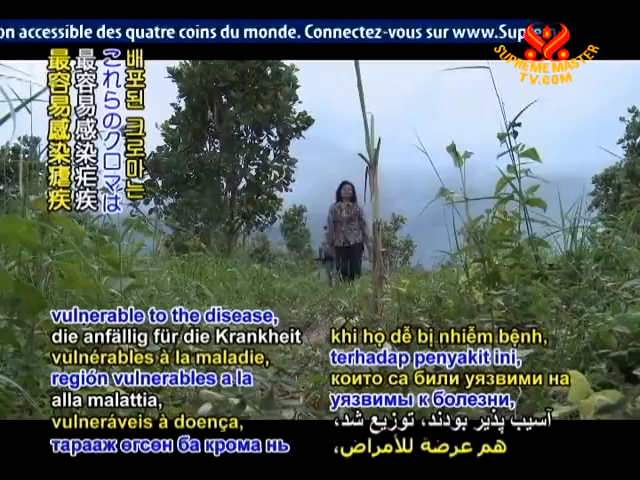 n accessible des quatre coins du monde. Connectez-vous sur www.Supre
SUPREME MASTER
TV.COM
배포된 크로마는
これらのクロマは
最容易感染疟疾
最容易感染瘧疾
vulnerable to the disease,
die anfällig für die Krankheit
vulnérables à la maladie,
región vulnerables a la
alla malattia,
vulneráveis à doença,
тарааж өгсөн ба крома нь
khi họ dễ bị nhiễm bệnh,
terhadap penyakit ini,
които са били уязвими на
уязвимы к болезни,
آسیب پذیر بودند، توزیع شد،
هم عرضة للأمراض،